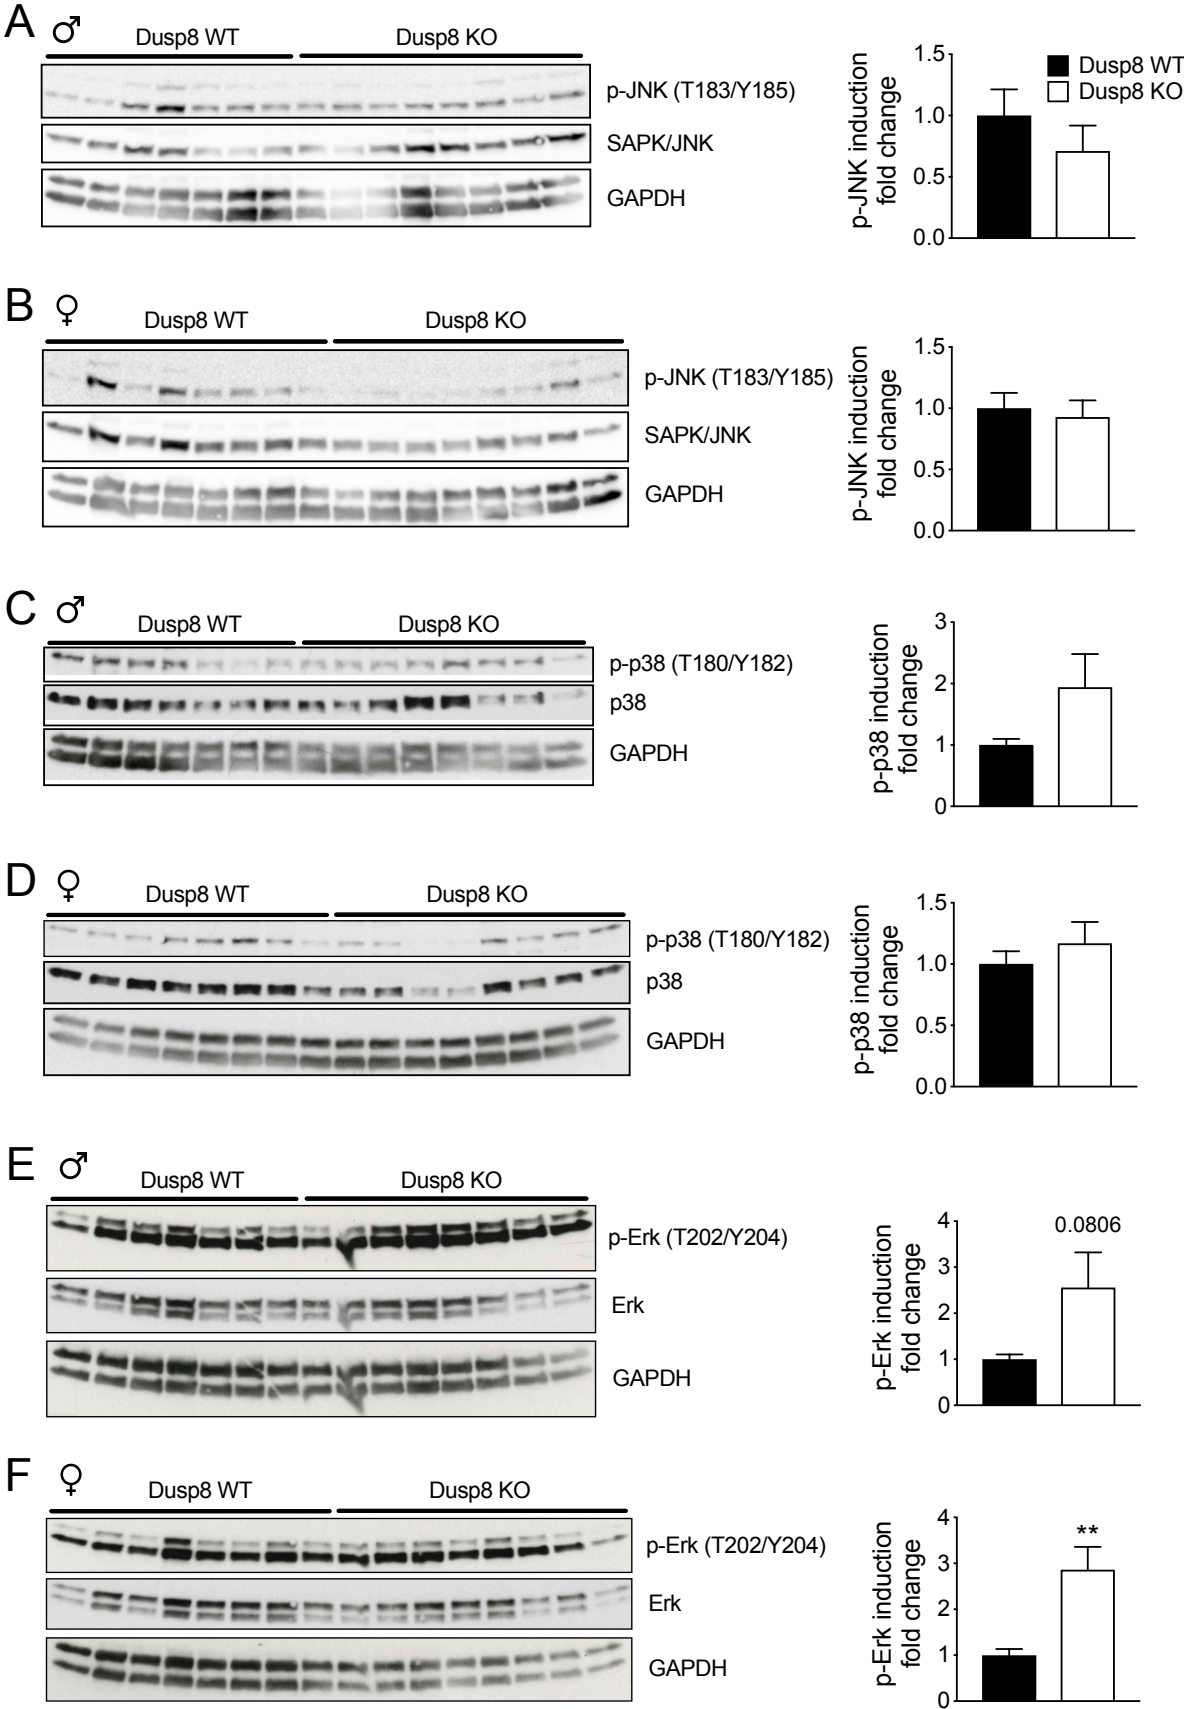 A ♂ Dusp8 WT Dusp8 KO
p-JNK (T183/Y185)
SAPK/JNK
GAPDH
p-JNK induction
fold change
1.5
1.0
0.5
0.0
Dusp8 WT
Dusp8 KO
B ♀ Dusp8 WT Dusp8 KO
p-JNK (T183/Y185)
SAPK/JNK
GAPDH
p-JNK induction
fold change
1.5
1.0
0.5
0.0
C ♂ Dusp8 WT Dusp8 KO
p-p38 (T180/Y182)
p38
GAPDH
p-p38 induction
fold change
3
2
1
0
D ♀ Dusp8 WT Dusp8 KO
p-p38 (T180/Y182)
p38
GAPDH
p-p38 induction
fold change
1.5
1.0
0.5
0.0
E ♂ Dusp8 WT Dusp8 KO
p-Erk (T202/Y204)
Erk
GAPDH
p-Erk induction
fold change
4
3
2
1
0
0.0806
F ♀ Dusp8 WT Dusp8 KO
p-Erk (T202/Y204)
Erk
GAPDH
p-Erk induction
fold change
4
3
2
1
0
**